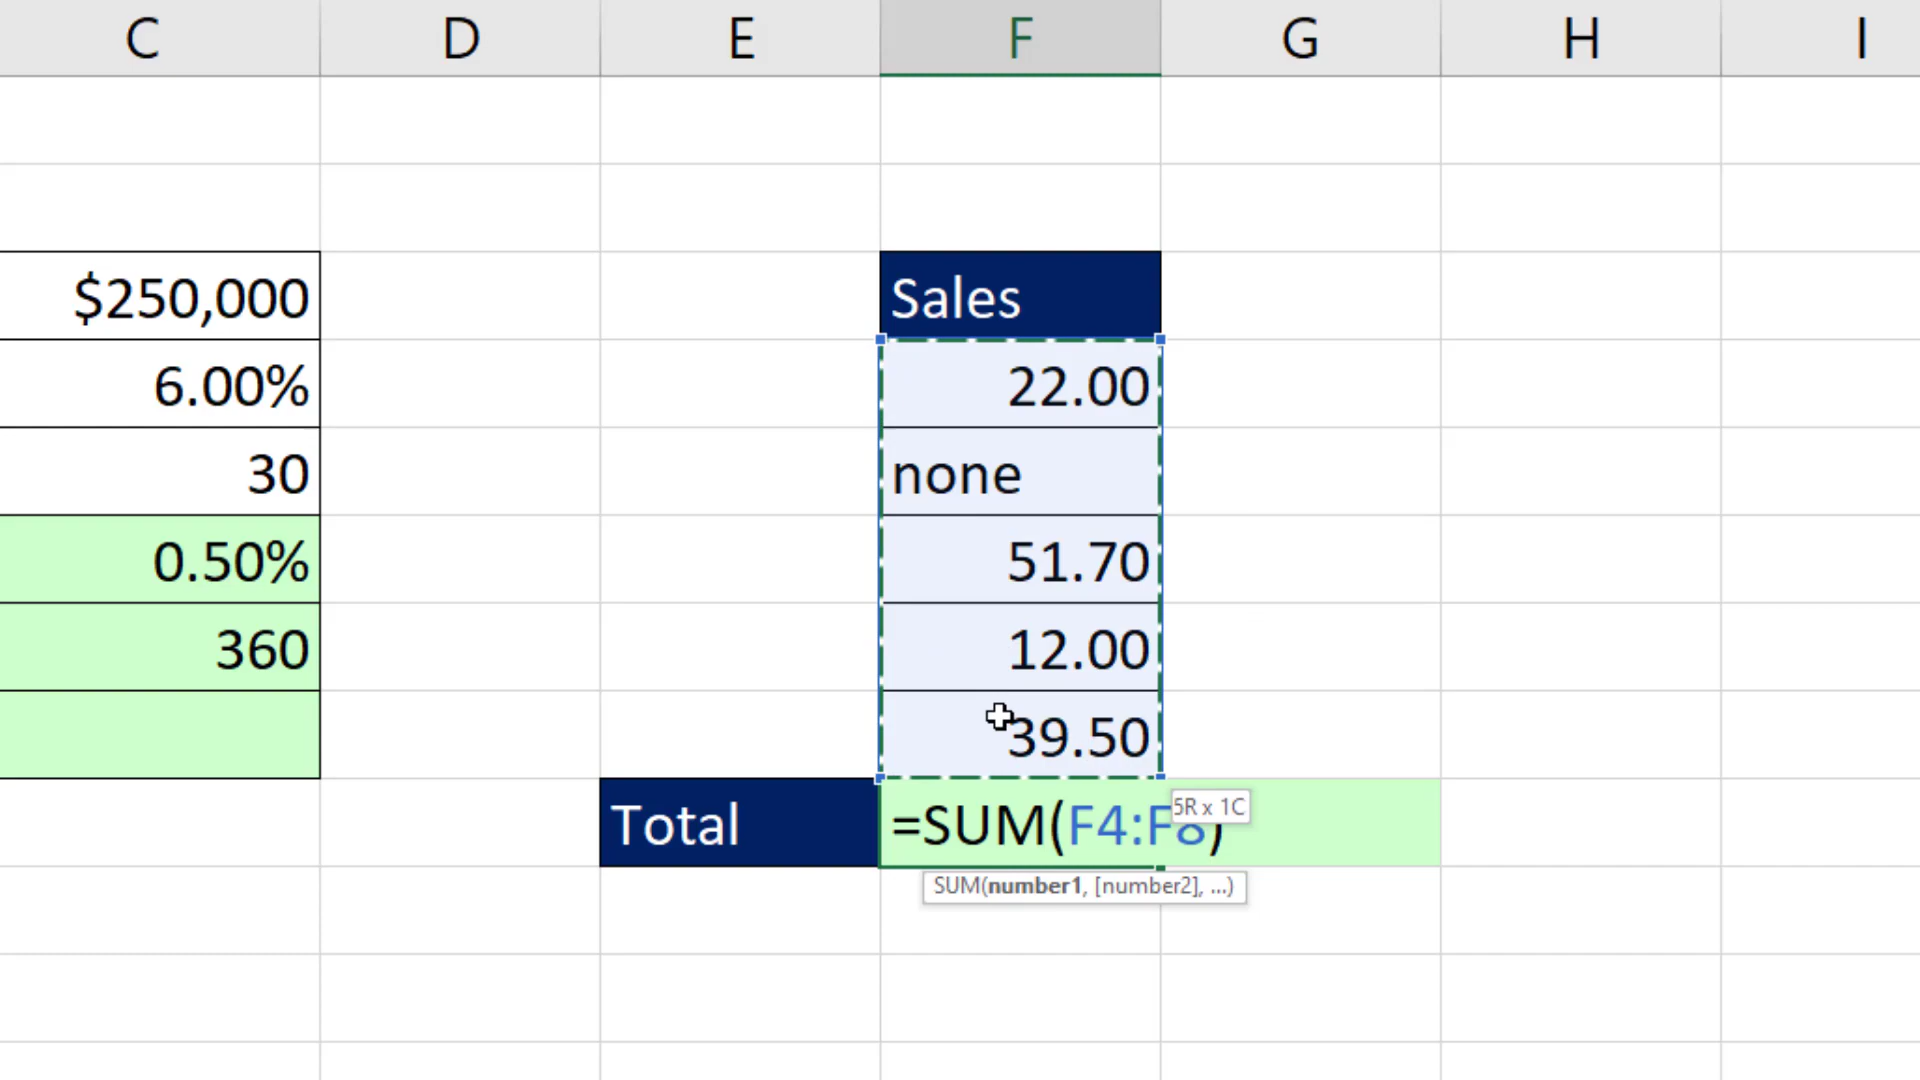 C D E F G H I
$250,000 Sales
6.00% 22.00
30 none
0.50% 51.70
360 12.00
39.50
Total =SUM(F4:F8) 5R x 1C
SUM(number1, [number2], ...)